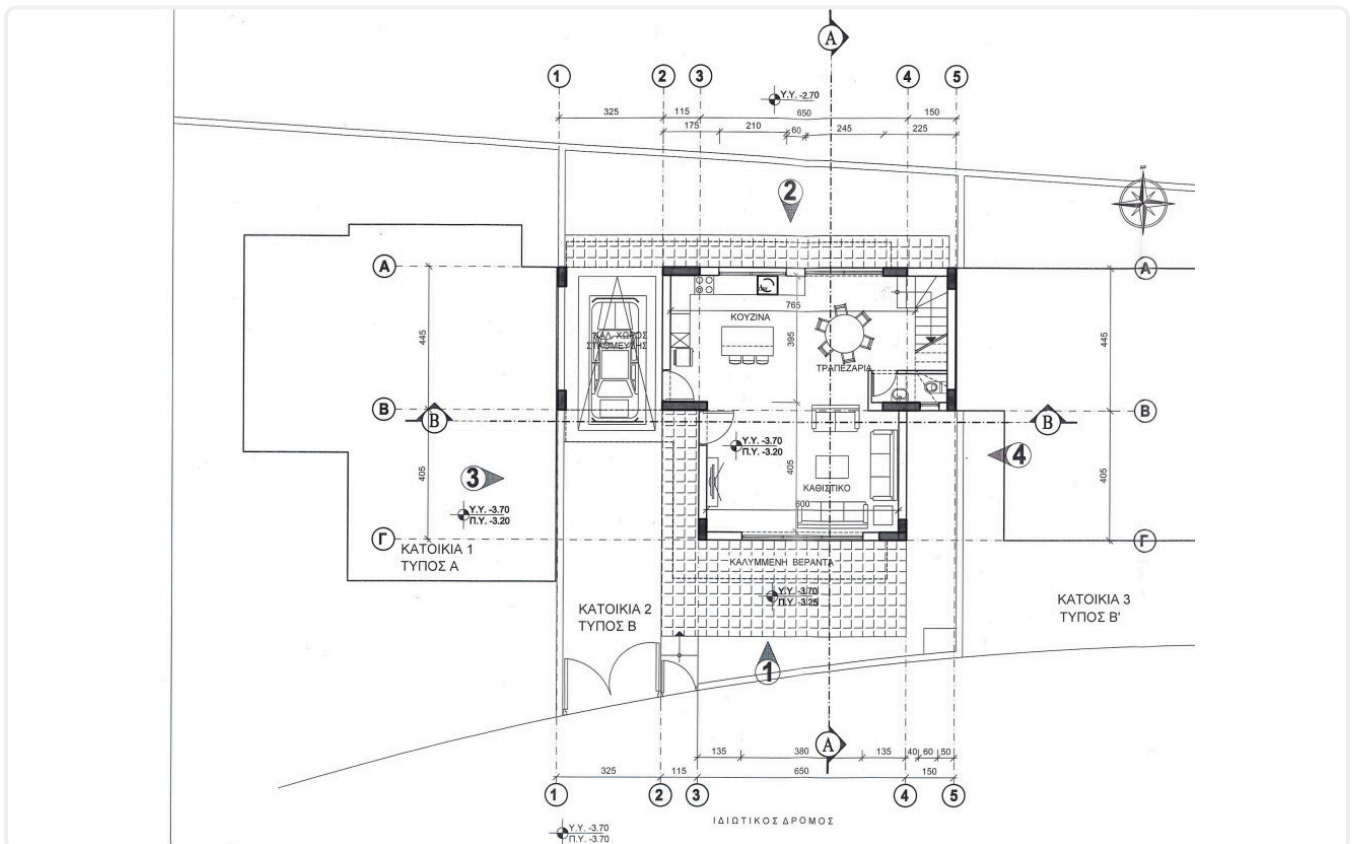 A
1 2 3 4 5
Υ.Υ. -2.70
325 115 650 150
175 210 60 245 225
2
A A
765
ΚΟΥΖΙΝΑ
ΚΑΛ. ΧΩΡΟΣ
ΣΤΑΘΜΕΥΣΗΣ
445 395 445
ΤΡΑΠΕΖΑΡΙΑ
B B
B B
Υ.Υ. -3.70
Π.Υ. -3.20
4
3
405 405 405
ΚΑΘΙΣΤΙΚΟ
600
Υ.Υ. -3.70
Π.Υ. -3.20
Γ Γ
ΚΑΤΟΙΚΙΑ 1
ΤΥΠΟΣ Α
ΚΑΛΥΜΜΕΝΗ ΒΕΡΑΝΤΑ
Υ.Υ. -3.70
Π.Υ. -3.25
ΚΑΤΟΙΚΙΑ 2
ΤΥΠΟΣ Β
ΚΑΤΟΙΚΙΑ 3
ΤΥΠΟΣ Β'
1
A
135 380 135 40 60 50
325 115 650 150
1 2 3 4 5
ΙΔΙΩΤΙΚΟΣ ΔΡΟΜΟΣ
Υ.Υ. -3.70
Π.Υ. -3.70